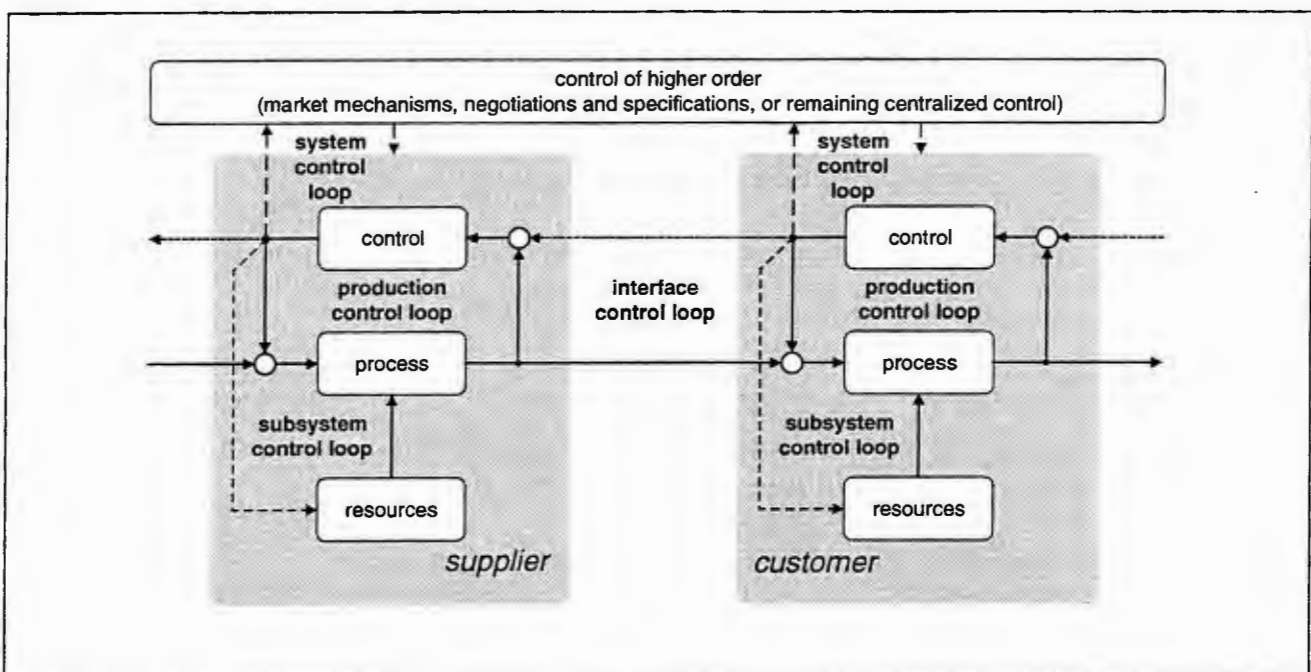 control of higher order
(market mechanisms, negotiations and specifications, or remaining centralized control)
system
control
loop
system
control
loop
control
control
production
control loop
interface
control loop
production
control loop
process
process
subsystem
control loop
subsystem
control loop
resources
resources
supplier
customer